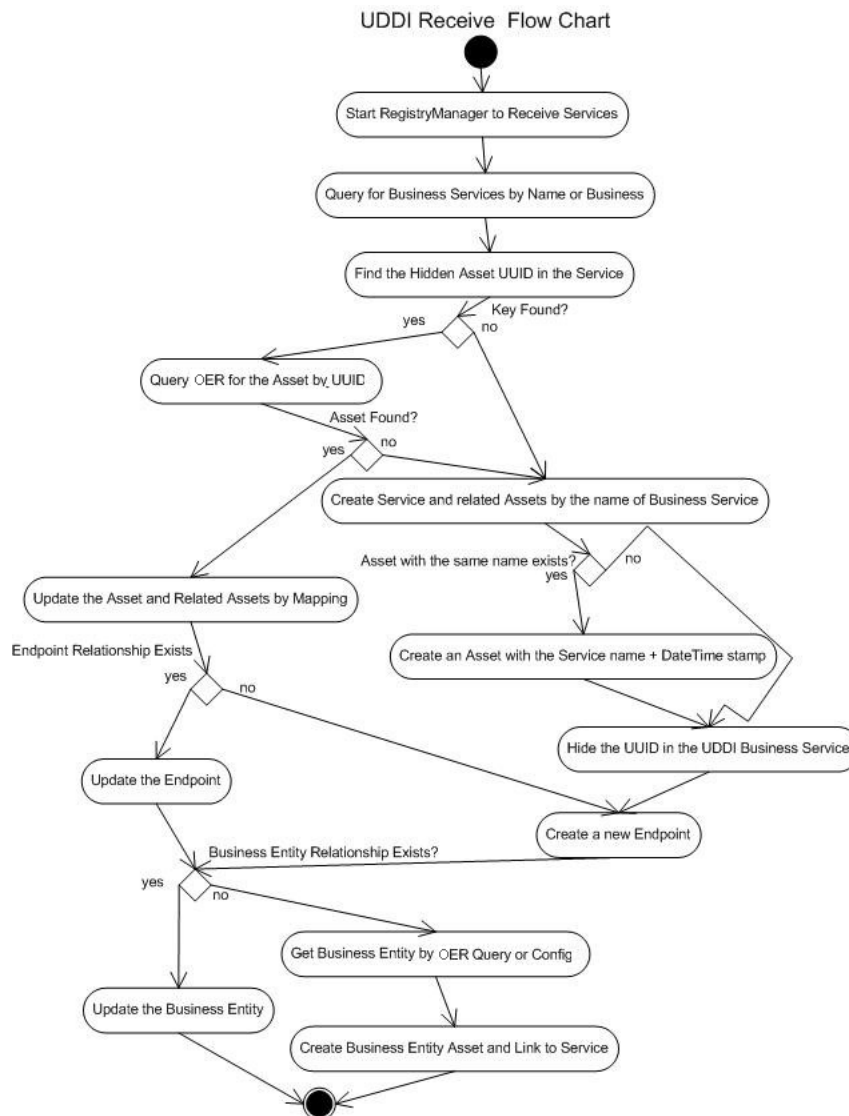 UDDI Receive Flow Chart
Start RegistryManager to Receive Services
Query for Business Services by Name or Business
Find the Hidden Asset UUID in the Service
Key Found?
yes
no
Query OER for the Asset by UUID
Asset Found?
yes
no
Create Service and related Assets by the name of Business Service
Asset with the same name exists?
yes
no
Update the Asset and Related Assets by Mapping
Endpoint Relationship Exists
yes
no
Create an Asset with the Service name + DateTime stamp
Hide the UUID in the UDDI Business Service
Update the Endpoint
Create a new Endpoint
Business Entity Relationship Exists?
yes
no
Get Business Entity by OER Query or Config
Update the Business Entity
Create Business Entity Asset and Link to Service